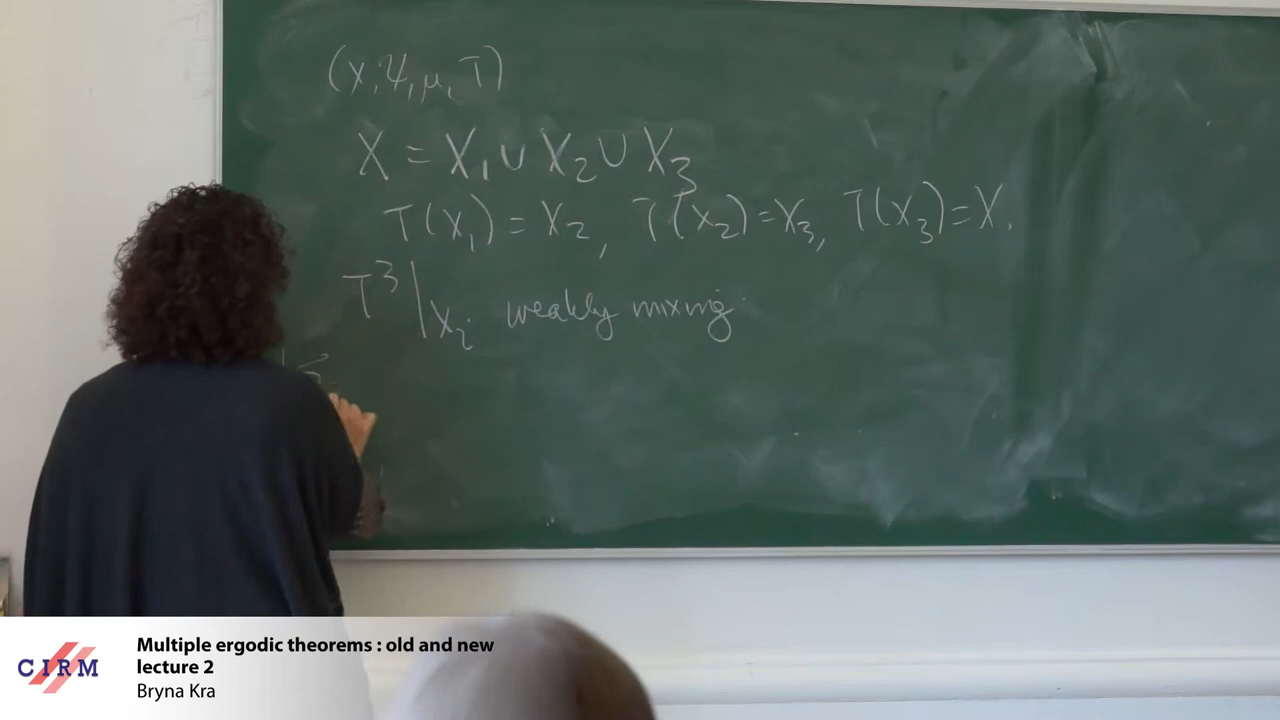 (X, 𝒳, μ, T)
X = X₁ ∪ X₂ ∪ X₃
T(X₁) = X₂, T(X₂) = X₃, T(X₃) = X.
T³|Xᵢ weakly mixing.
CIRM
Multiple ergodic theorems : old and new
lecture 2
Bryna Kra